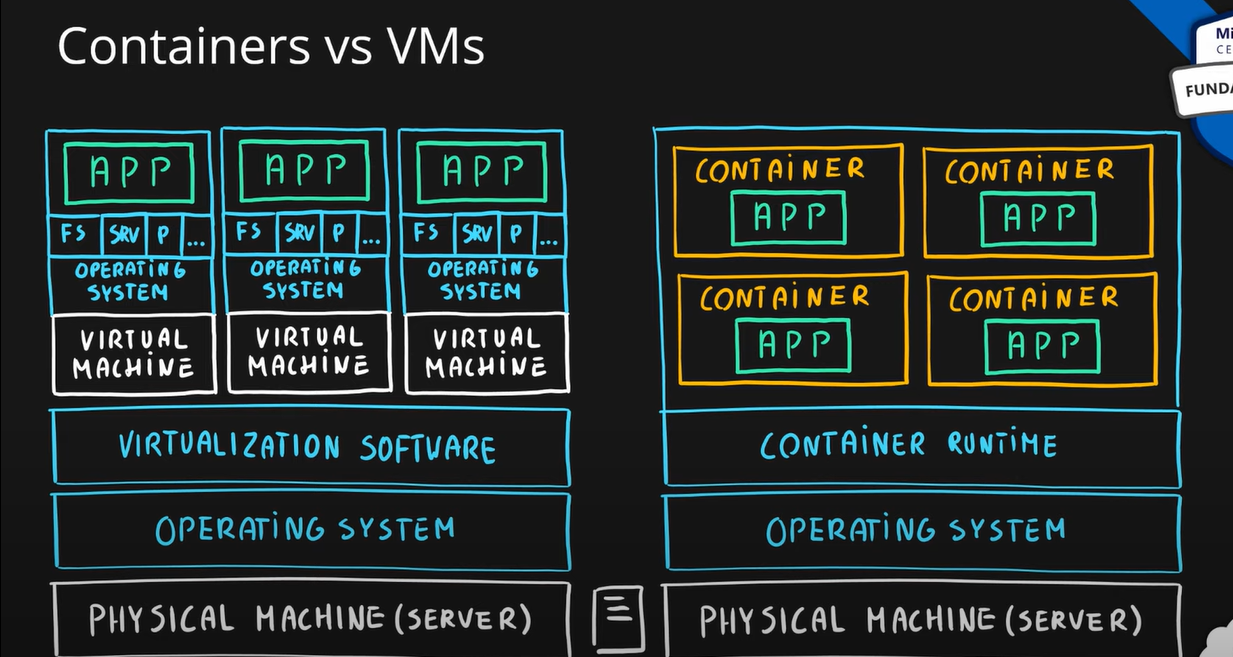 Containers vs VMs
Mi
CE
FUNDA
APP
APP
APP
FS SRV P ...
FS SRV P ...
FS SRV P ...
OPERATING
SYSTEM
OPERATING
SYSTEM
OPERATING
SYSTEM
VIRTUAL
MACHINE
VIRTUAL
MACHINE
VIRTUAL
MACHINE
VIRTUALIZATION SOFTWARE
OPERATING SYSTEM
PHYSICAL MACHINE (SERVER)
CONTAINER
APP
CONTAINER
APP
CONTAINER
APP
CONTAINER
APP
CONTAINER RUNTIME
OPERATING SYSTEM
PHYSICAL MACHINE (SERVER)